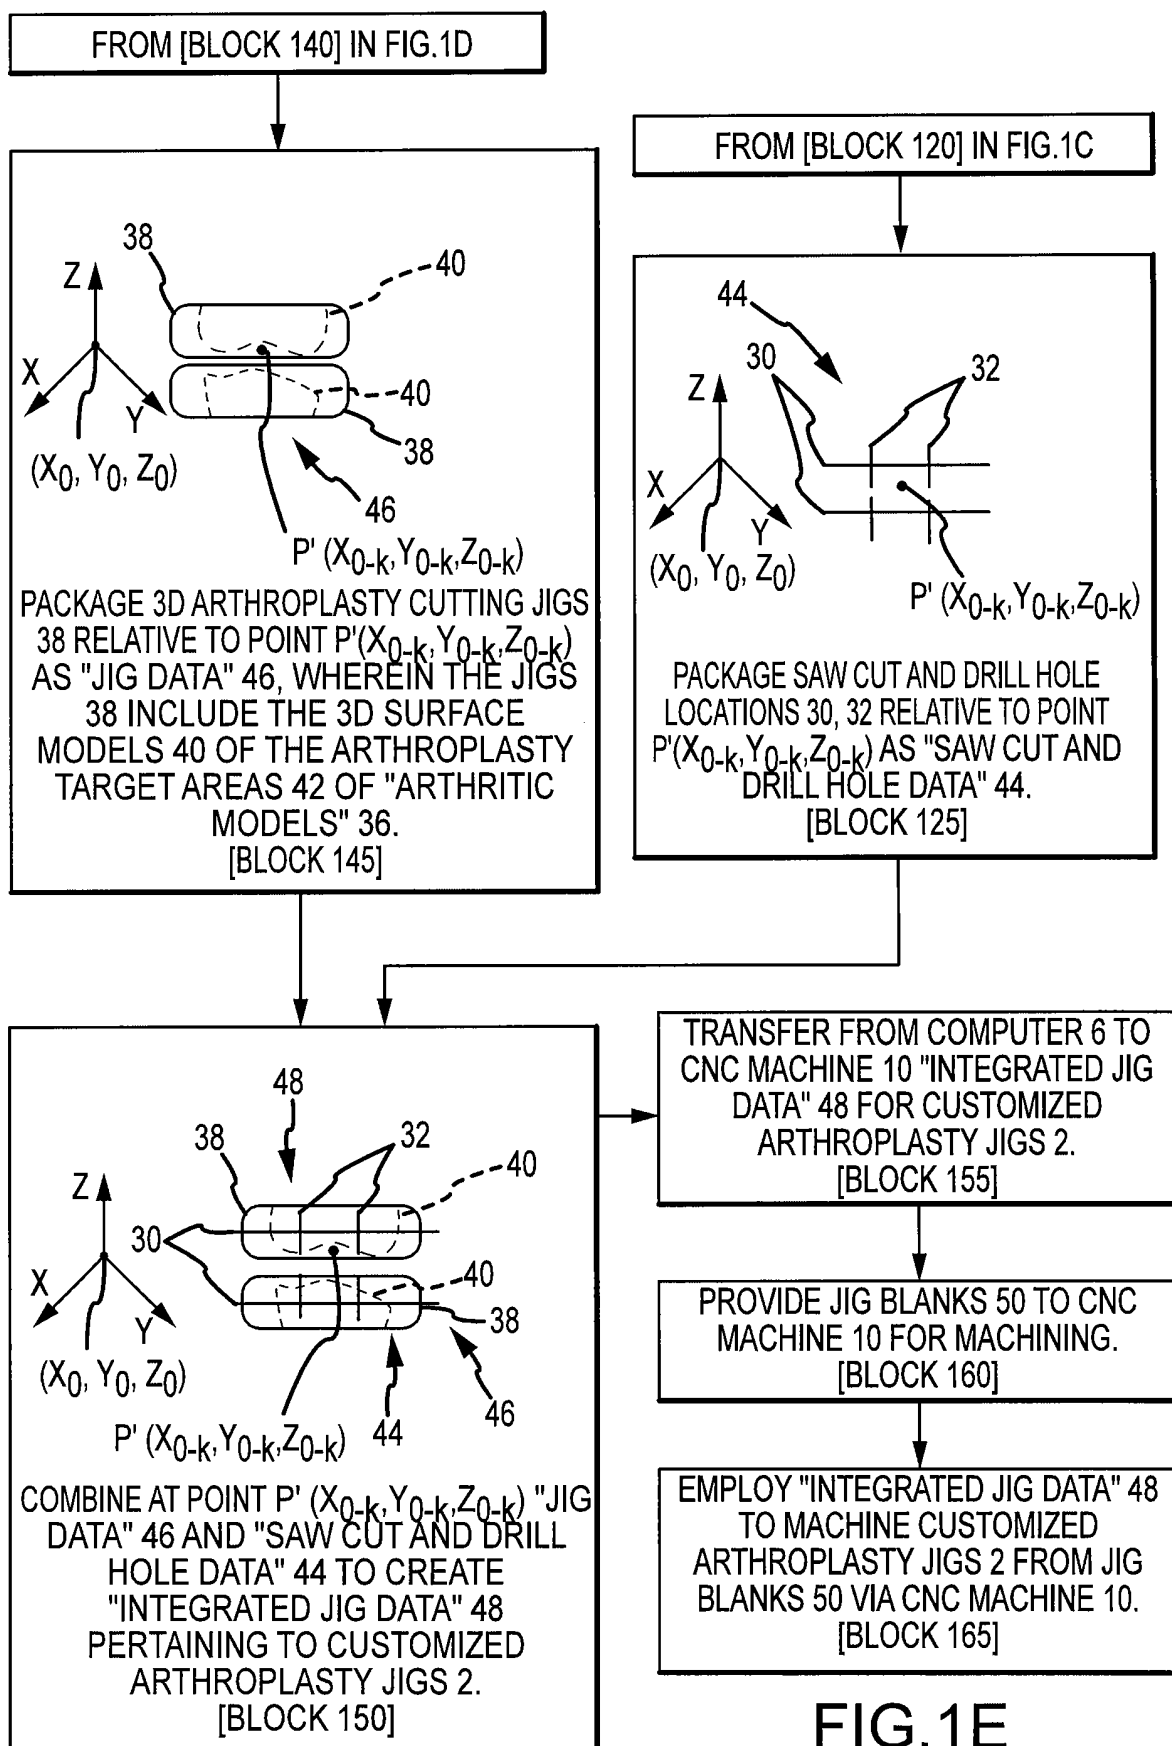 FROM [BLOCK 140] IN FIG.1D
38
40
Z
X
Y
40
38
(X0, Y0, Z0)
46
P' (X0-k,Y0-k,Z0-k)
PACKAGE 3D ARTHROPLASTY CUTTING JIGS
38 RELATIVE TO POINT P'(X0-k,Y0-k,Z0-k)
AS "JIG DATA" 46, WHEREIN THE JIGS
38 INCLUDE THE 3D SURFACE
MODELS 40 OF THE ARTHROPLASTY
TARGET AREAS 42 OF "ARTHRITIC
MODELS" 36.
[BLOCK 145]
FROM [BLOCK 120] IN FIG.1C
44
30
32
Z
X
Y
(X0, Y0, Z0)
P' (X0-k,Y0-k,Z0-k)
PACKAGE SAW CUT AND DRILL HOLE
LOCATIONS 30, 32 RELATIVE TO POINT
P'(X0-k,Y0-k,Z0-k) AS "SAW CUT AND
DRILL HOLE DATA" 44.
[BLOCK 125]
48
38
32
40
Z
30
40
X
Y
38
(X0, Y0, Z0)
46
44
P' (X0-k,Y0-k,Z0-k)
COMBINE AT POINT P' (X0-k,Y0-k,Z0-k) "JIG
DATA" 46 AND "SAW CUT AND DRILL
HOLE DATA" 44 TO CREATE
"INTEGRATED JIG DATA" 48
PERTAINING TO CUSTOMIZED
ARTHROPLASTY JIGS 2.
[BLOCK 150]
TRANSFER FROM COMPUTER 6 TO
CNC MACHINE 10 "INTEGRATED JIG
DATA" 48 FOR CUSTOMIZED
ARTHROPLASTY JIGS 2.
[BLOCK 155]
PROVIDE JIG BLANKS 50 TO CNC
MACHINE 10 FOR MACHINING.
[BLOCK 160]
EMPLOY "INTEGRATED JIG DATA" 48
TO MACHINE CUSTOMIZED
ARTHROPLASTY JIGS 2 FROM JIG
BLANKS 50 VIA CNC MACHINE 10.
[BLOCK 165]
FIG.1E